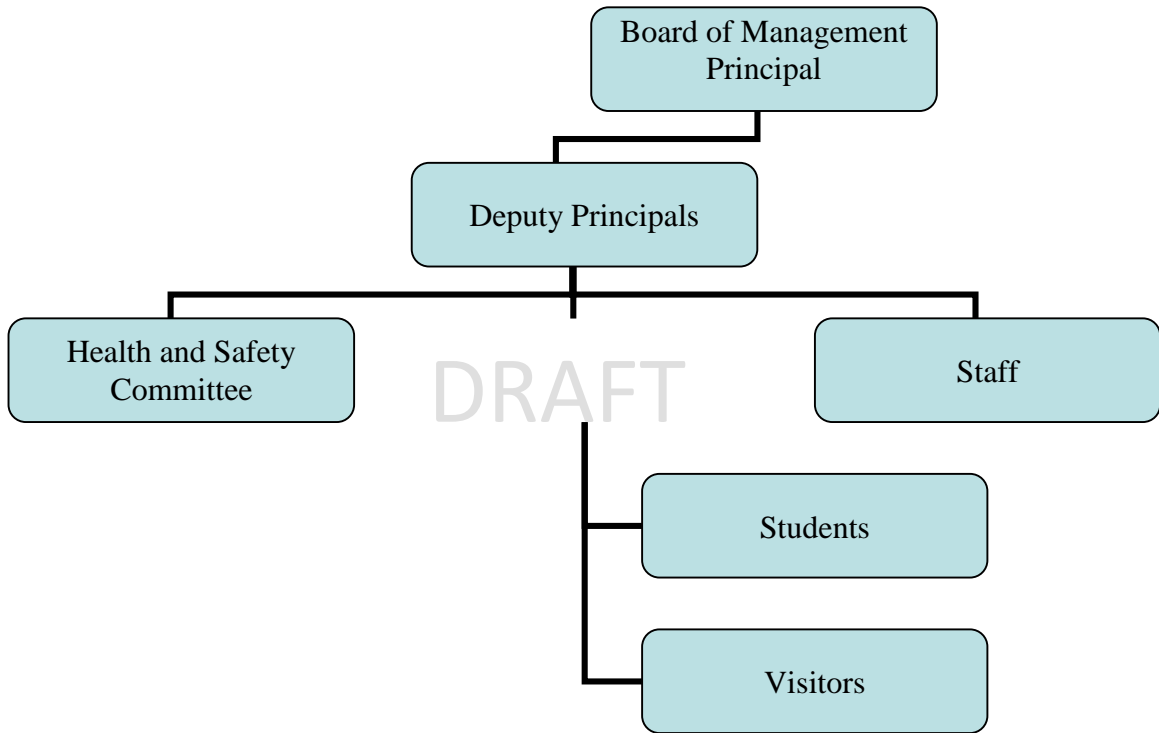 Board of Management
Principal
Deputy Principals
Health and Safety
Committee
DRAFT
Staff
Students
Visitors